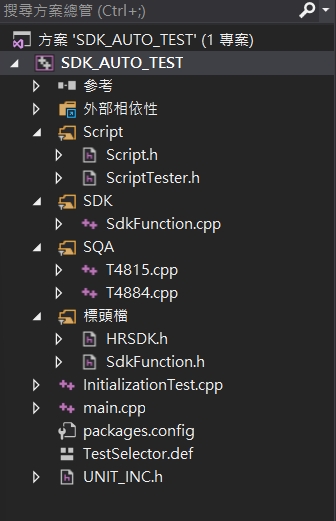 搜尋方案總管 (Ctrl+;)
方案 'SDK_AUTO_TEST' (1 專案)
SDK_AUTO_TEST
參考
外部相依性
Script
Script.h
ScriptTester.h
SDK
SdkFunction.cpp
SQA
T4815.cpp
T4884.cpp
標頭檔
HRSDK.h
SdkFunction.h
InitializationTest.cpp
main.cpp
packages.config
TestSelector.def
UNIT_INC.h